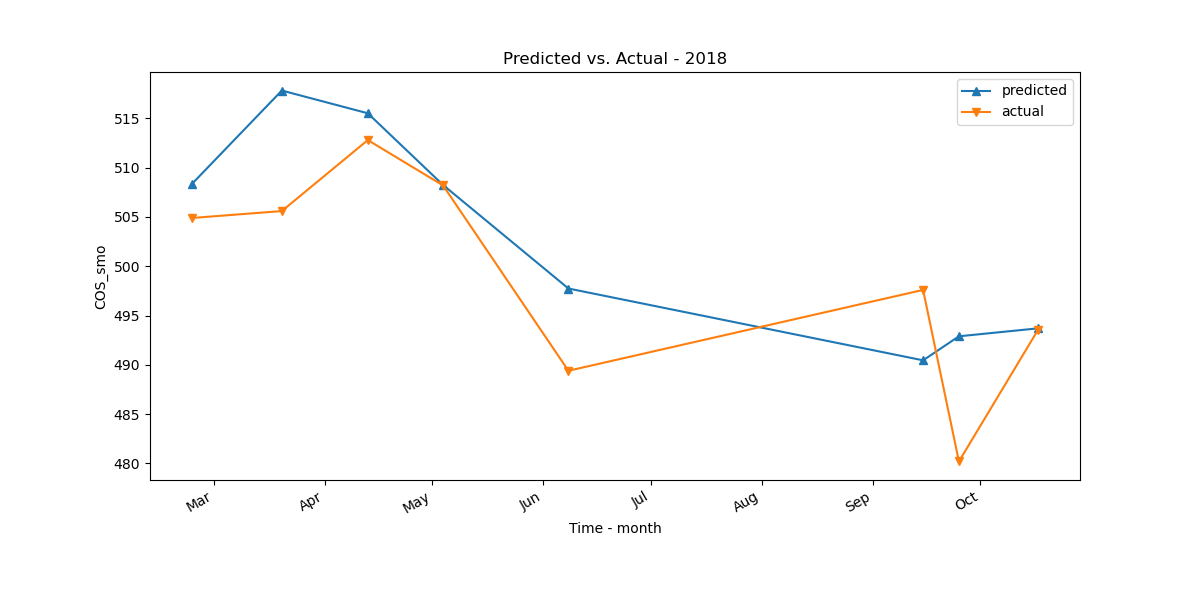 Predicted vs. Actual - 2018
predicted
actual
COS_smo
515
510
505
500
495
490
485
480
Mar
Apr
May
Jun
Jul
Aug
Sep
Oct
Time - month